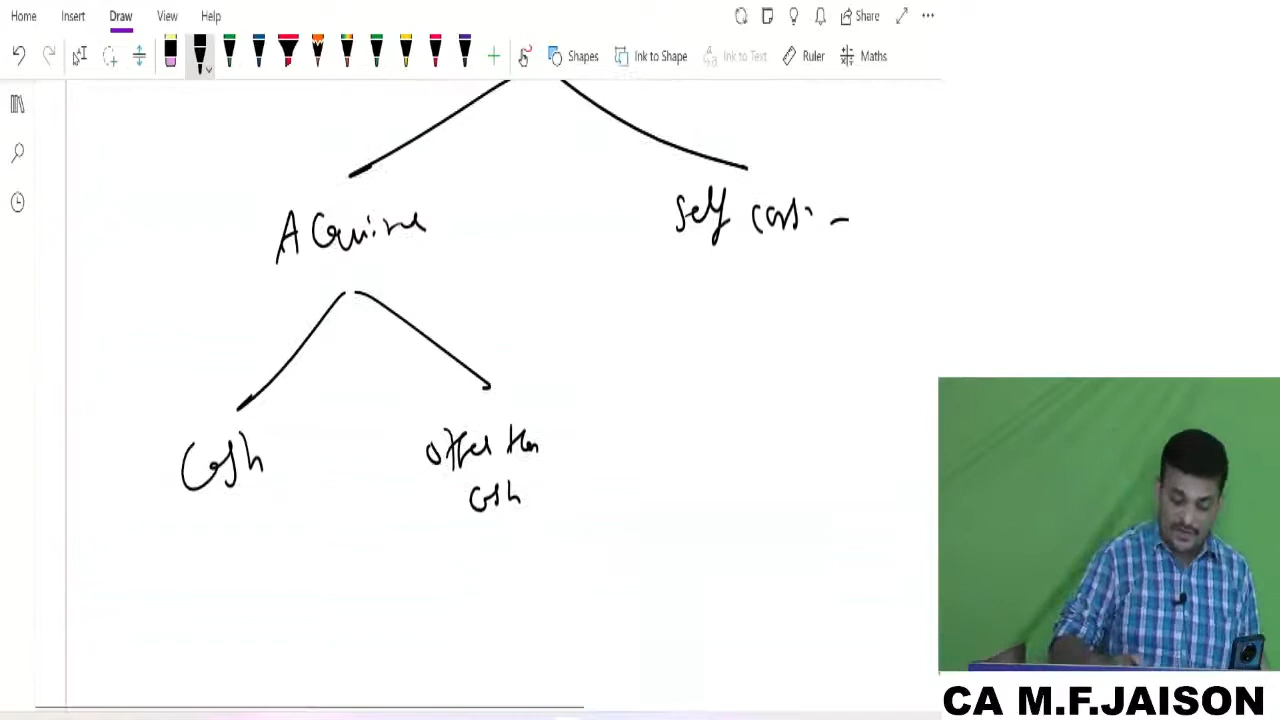 Home Insert Draw View Help Share
Shapes Ink to Shape Ink to Text Ruler Maths
Acquire
Self cost: -
Cash
other than
cash
CA M.F.JAISON